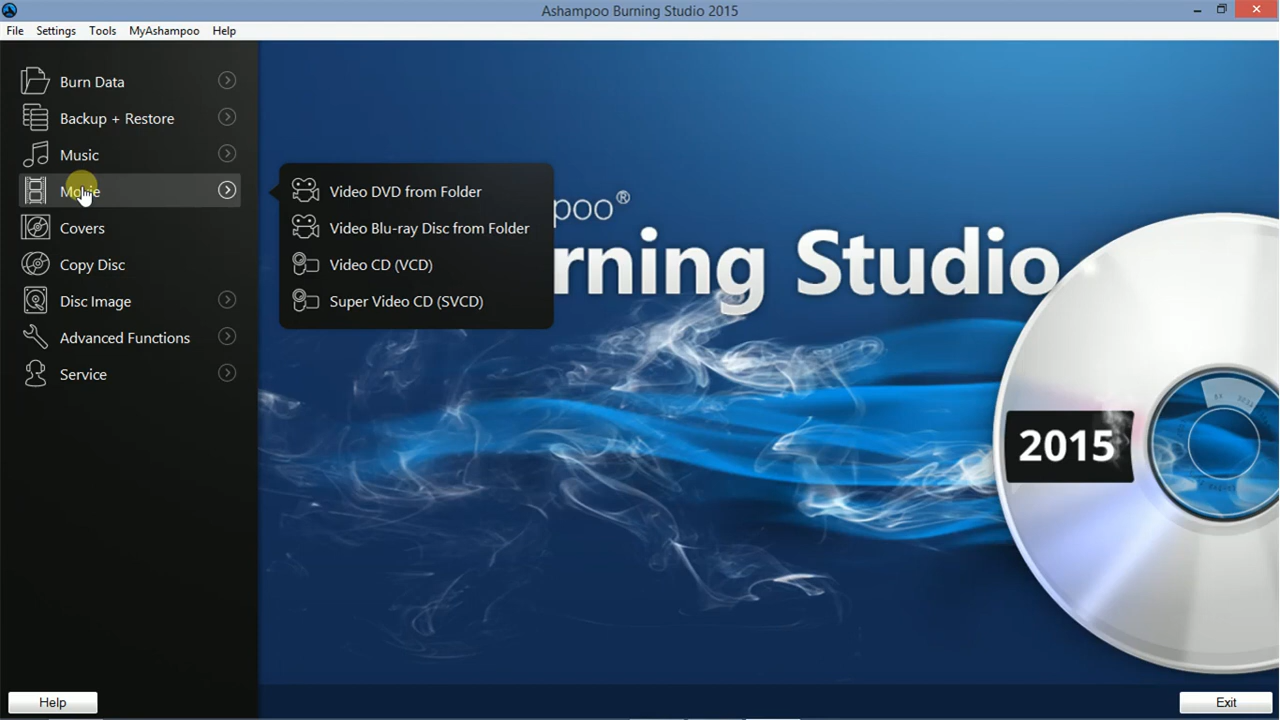 Ashampoo Burning Studio 2015
File Settings Tools MyAshampoo Help
Burn Data
Backup + Restore
Music
Movie
Covers
Copy Disc
Disc Image
Advanced Functions
Service
Video DVD from Folder
Video Blu-ray Disc from Folder
Video CD (VCD)
Super Video CD (SVCD)
poo®
rning Studio
2015
Help
Exit